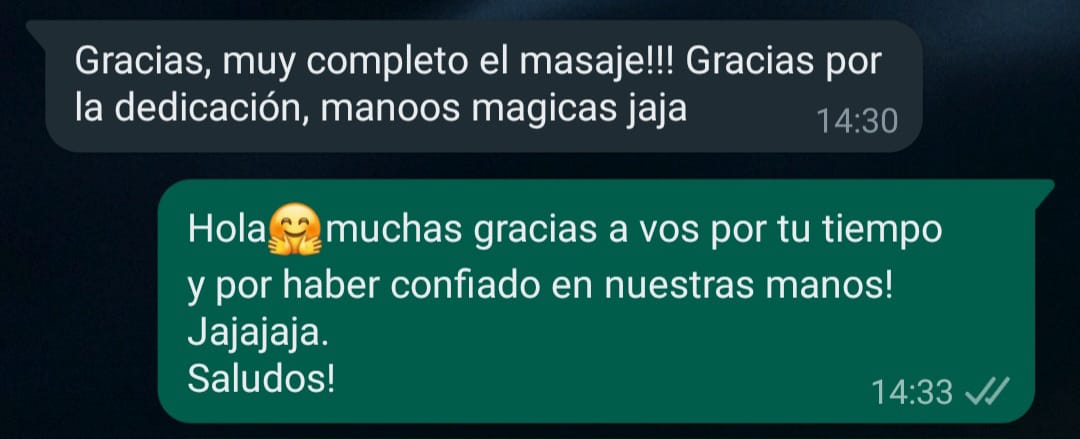 Gracias, muy completo el masaje!!! Gracias por
la dedicación, manoos magicas jaja
14:30
Hola🤗muchas gracias a vos por tu tiempo
y por haber confiado en nuestras manos!
Jajajaja.
Saludos!
14:33